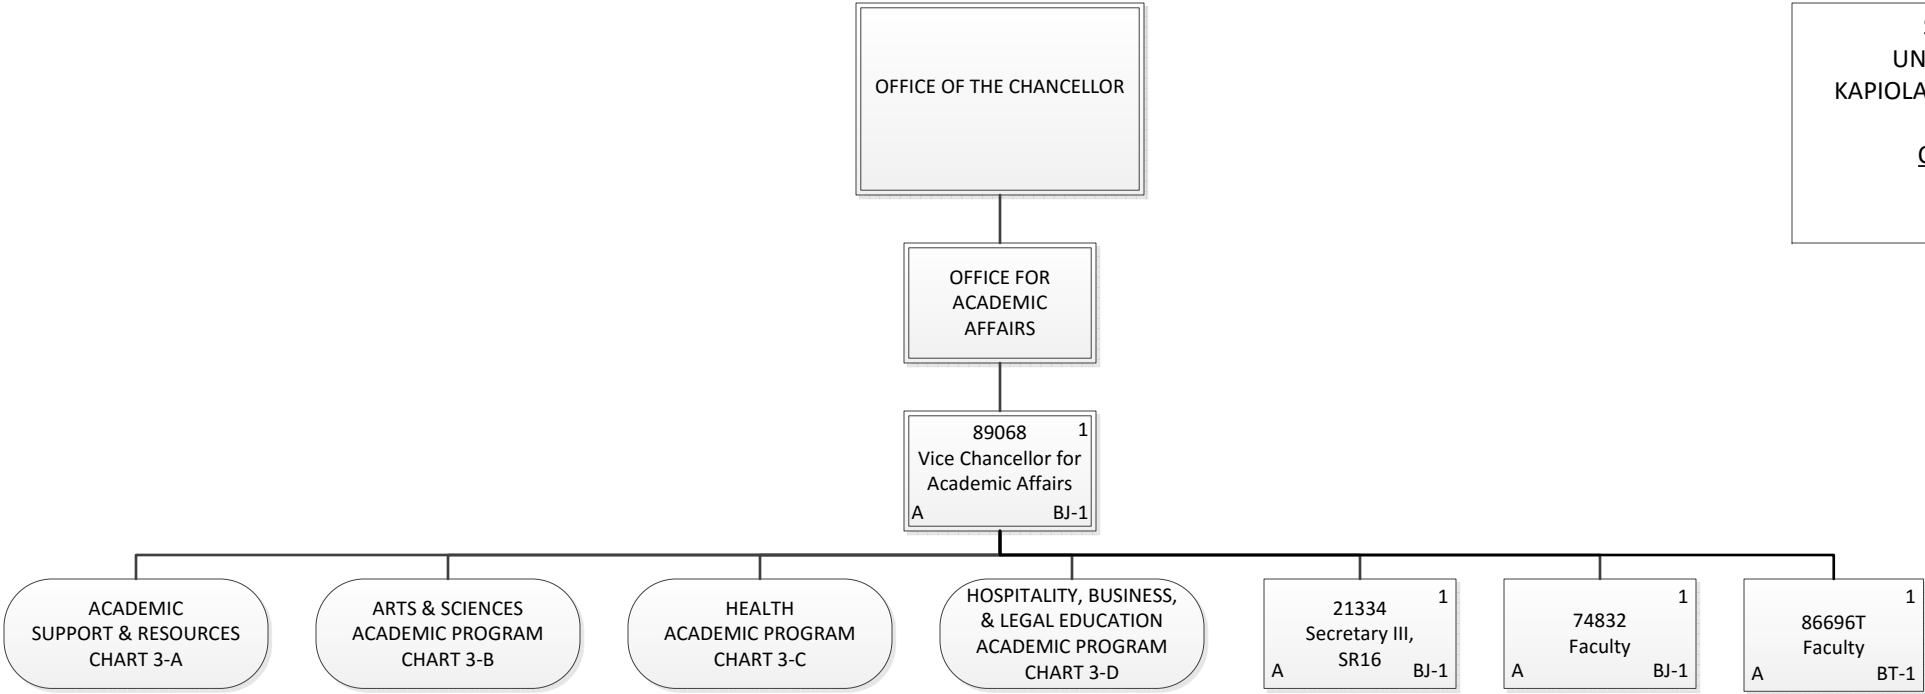 OFFICE OF THE CHANCELLOR
UN
KAPIOLA
OFFICE FOR
ACADEMIC
AFFAIRS
89068 1
Vice Chancellor for
Academic Affairs
A BJ-1
ACADEMIC
SUPPORT & RESOURCES
CHART 3-A
ARTS & SCIENCES
ACADEMIC PROGRAM
CHART 3-B
HEALTH
ACADEMIC PROGRAM
CHART 3-C
HOSPITALITY, BUSINESS,
& LEGAL EDUCATION
ACADEMIC PROGRAM
CHART 3-D
1
21334
Secretary III,
SR16
A BJ-1
1
74832
Faculty
A BJ-1
1
86696T
Faculty
A BT-1